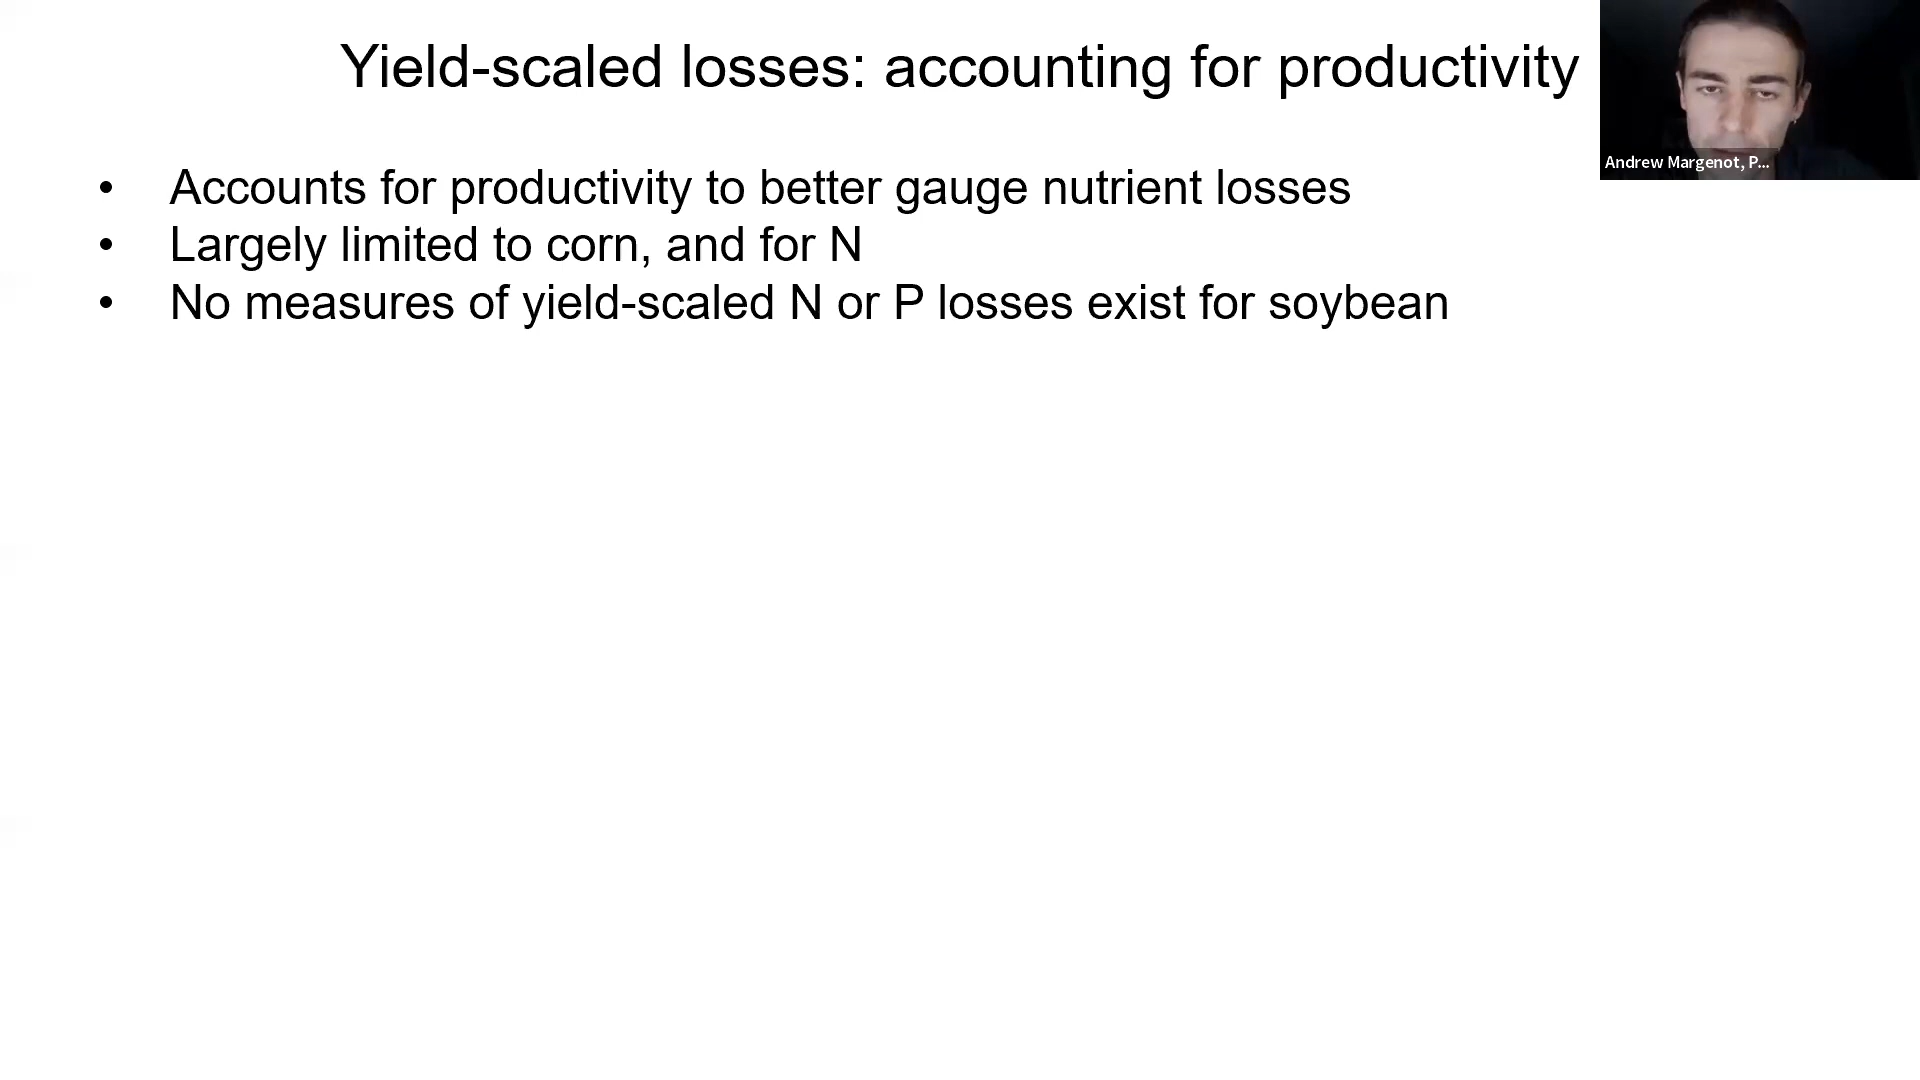 Yield-scaled losses: accounting for productivity
Andrew Margenot, P...
• Accounts for productivity to better gauge nutrient losses
• Largely limited to corn, and for N
• No measures of yield-scaled N or P losses exist for soybean